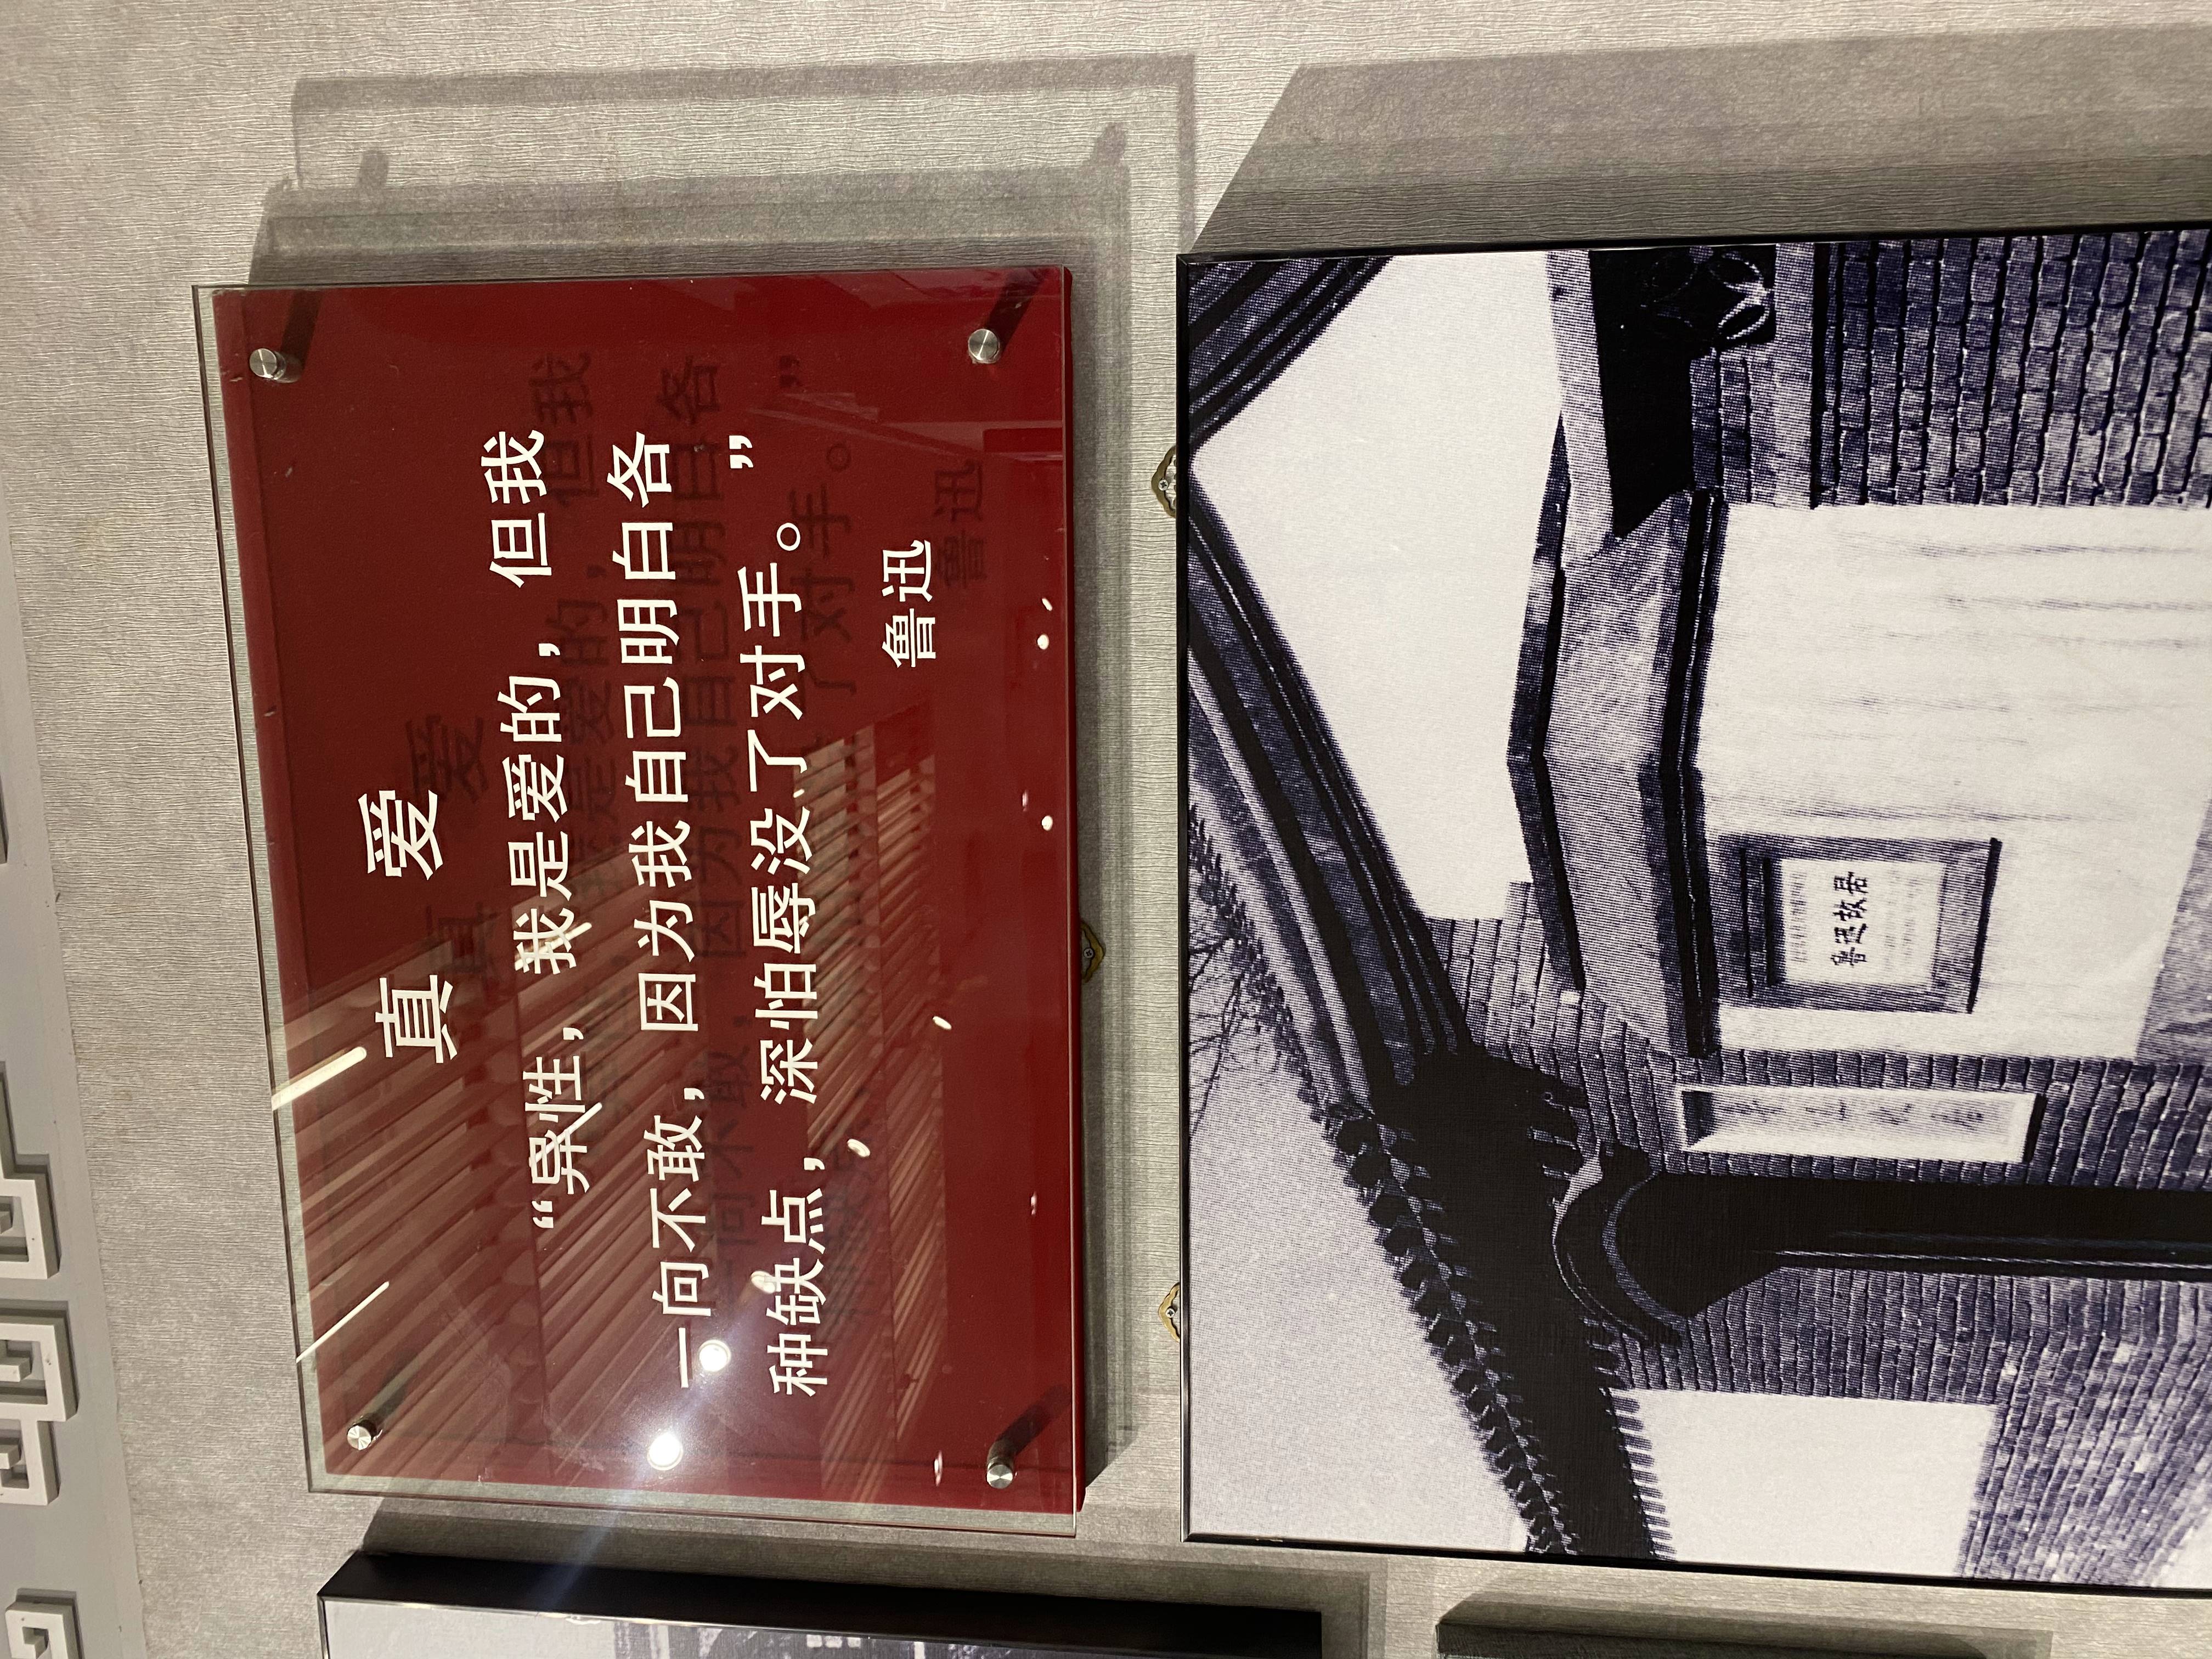 真 爱
“异性，我是爱的，但我
一向不敢，因为我自己明白各
种缺点，深怕辱没了对手。”
鲁迅
鲁迅故居